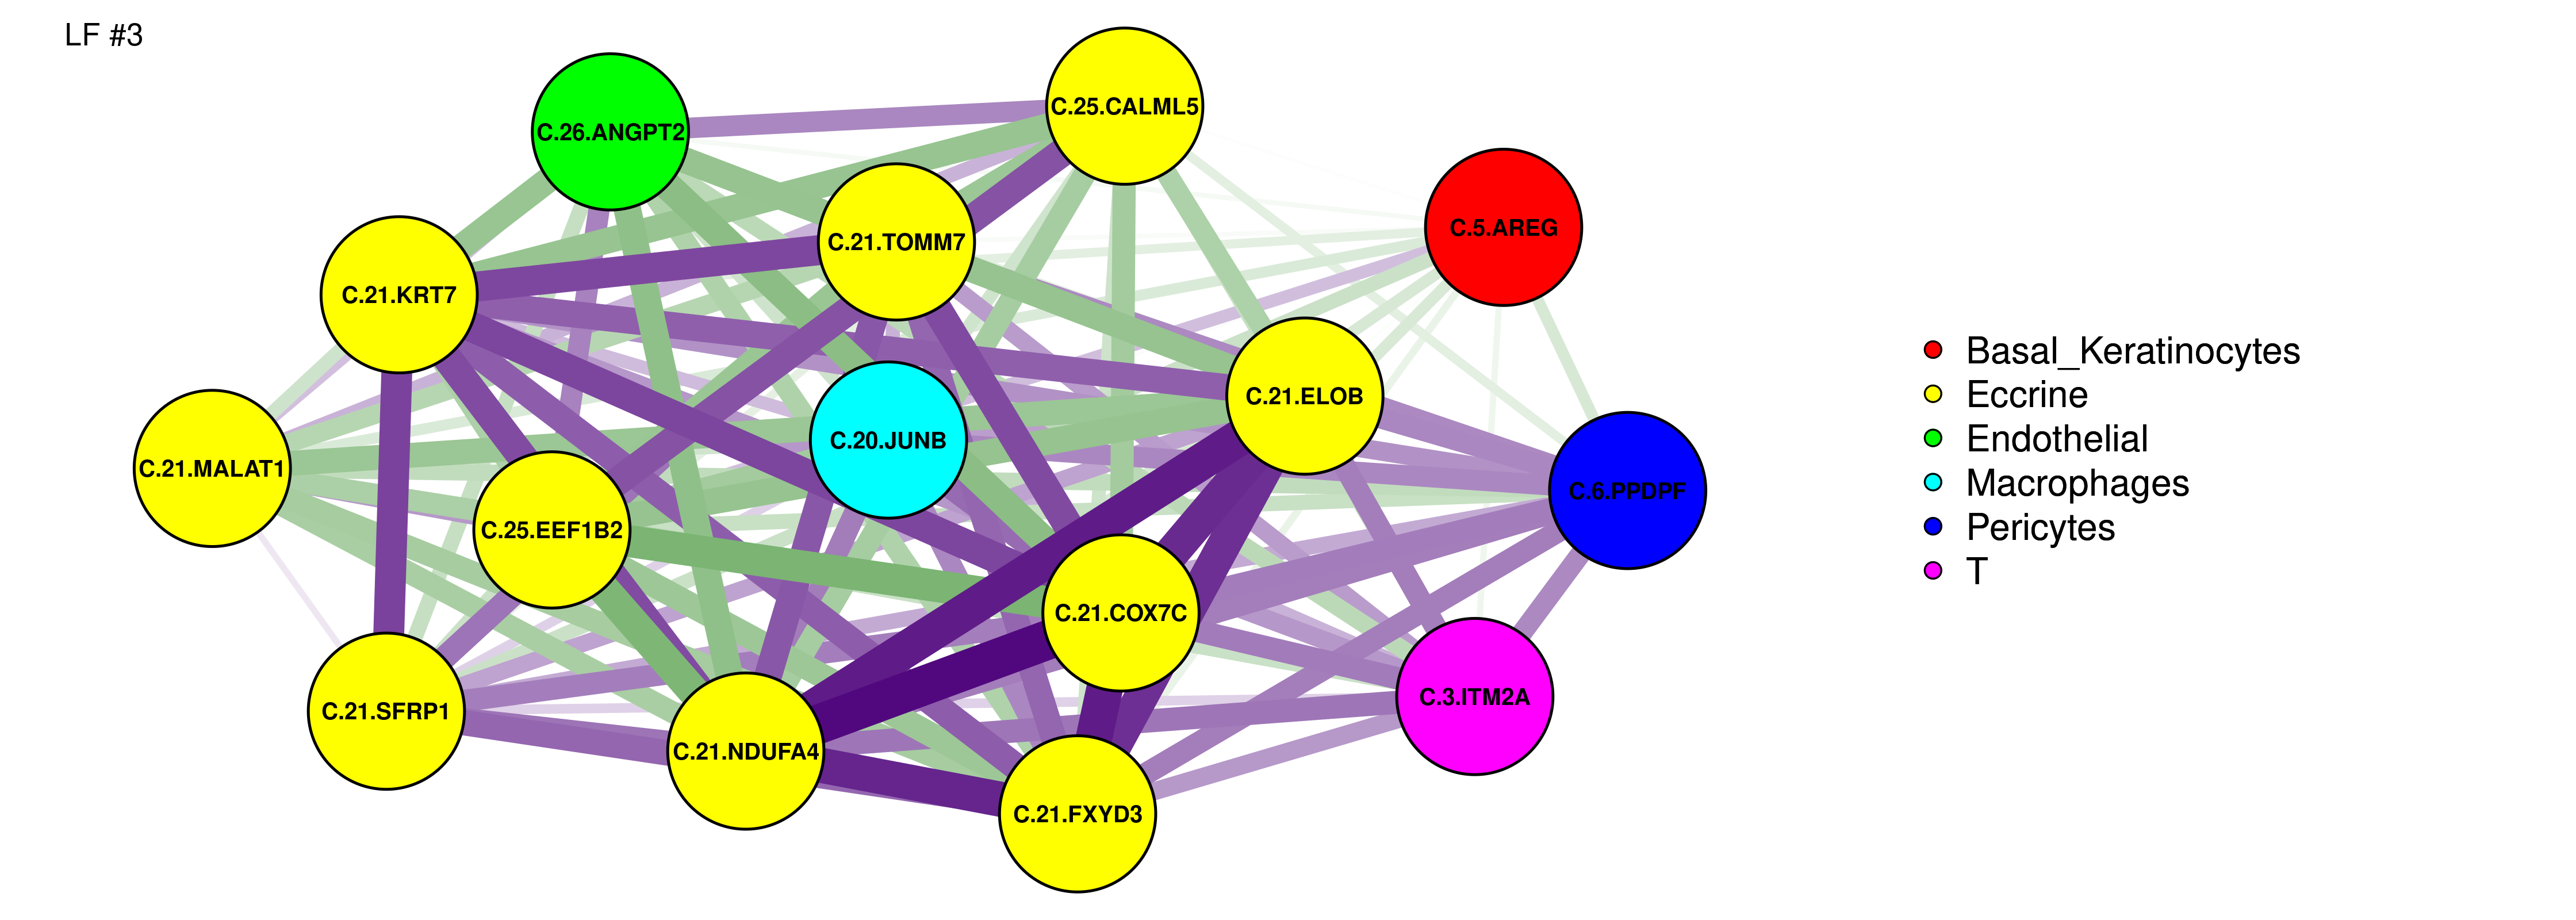 LF #3
C.26.ANGPT2
C.25.CALML5
C.5.AREG
C.21.TOMM7
C.21.KRT7
C.21.ELOB
C.20.JUNB
C.21.MALAT1
C.6.PPDPF
C.25.EEF1B2
C.21.COX7C
C.3.ITM2A
C.21.SFRP1
C.21.NDUFA4
C.21.FXYD3
Basal_Keratinocytes
Eccrine
Endothelial
Macrophages
Pericytes
T